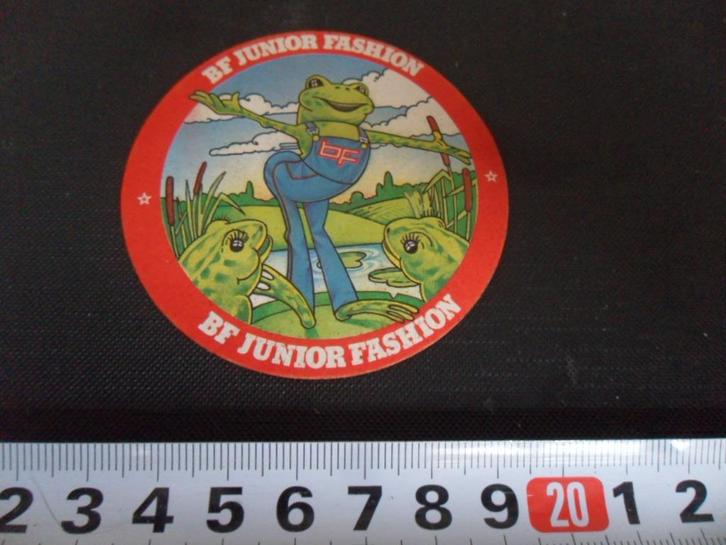 BF JUNIOR FASHION
bF
BF JUNIOR FASHION
2 3 4 5 6 7 8 9 20 1 2